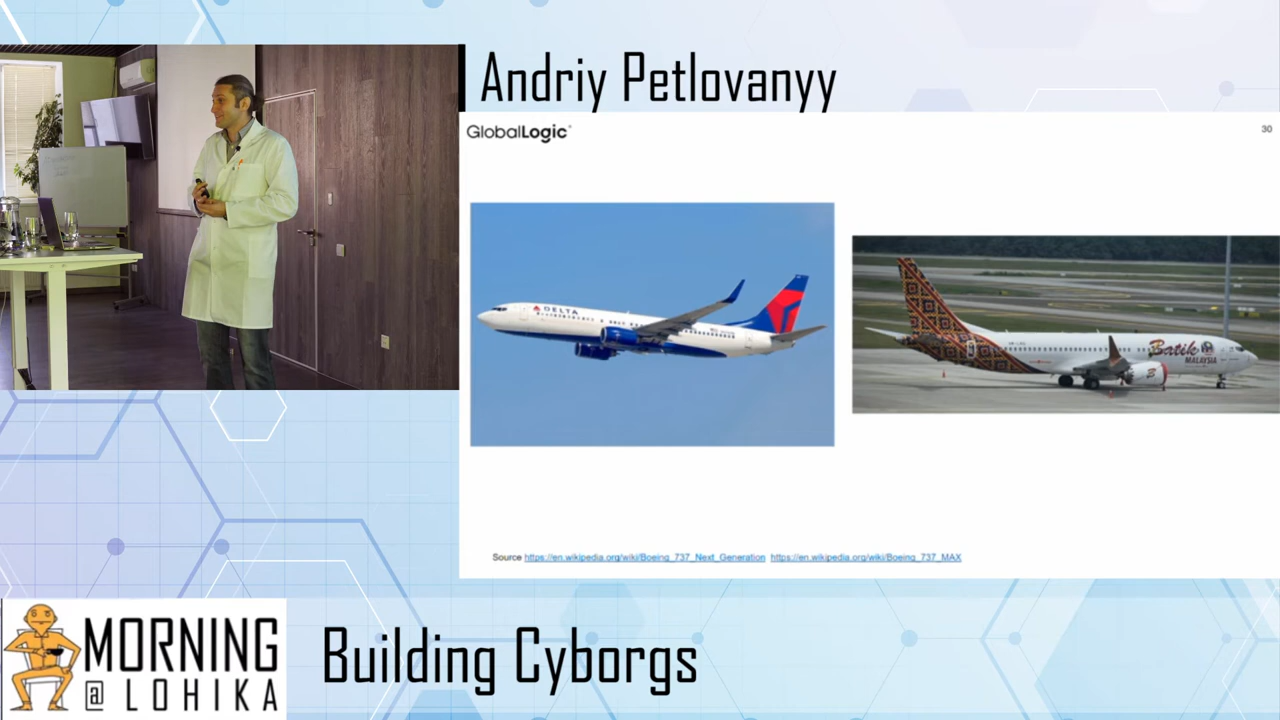 Andriy Petlovanyy
GlobalLogic
30
DELTA
Batik
MALAYSIA
Source https://en.wikipedia.org/wiki/Boeing_737_Next_Generation https://en.wikipedia.org/wiki/Boeing_737_MAX
MORNING
@ LOHIKA
Building Cyborgs